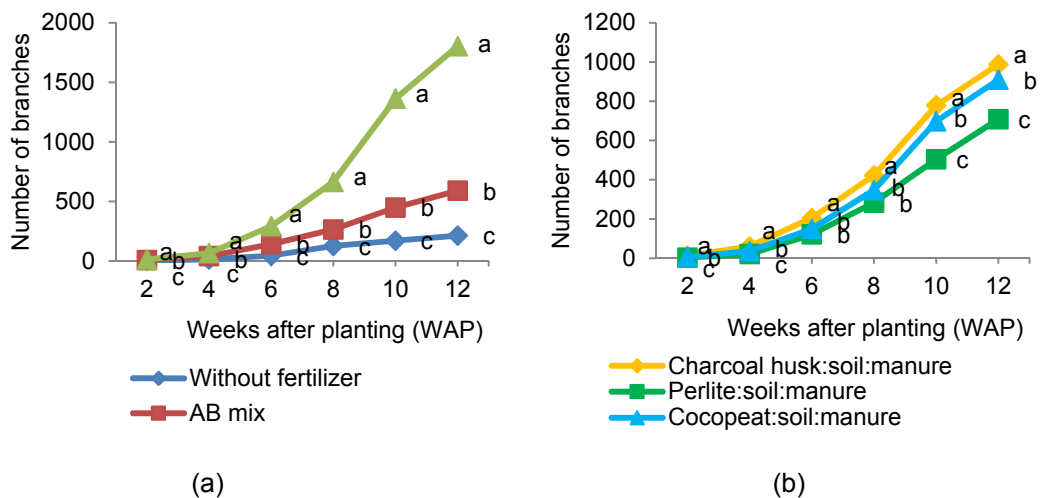 Number of branches
2000
1500
1000
500
0
a a a a a a
b b b b b b
c c c c c c
2 4 6 8 10 12
Weeks after planting (WAP)
Without fertilizer
AB mix
(a)
Number of branches
1200
1000
800
600
400
200
0
a a a a a a
b b b b b b
c c b b c c
2 4 6 8 10 12
Weeks after planting (WAP)
Charcoal husk:soil:manure
Perlite:soil:manure
Cocopeat:soil:manure
(b)